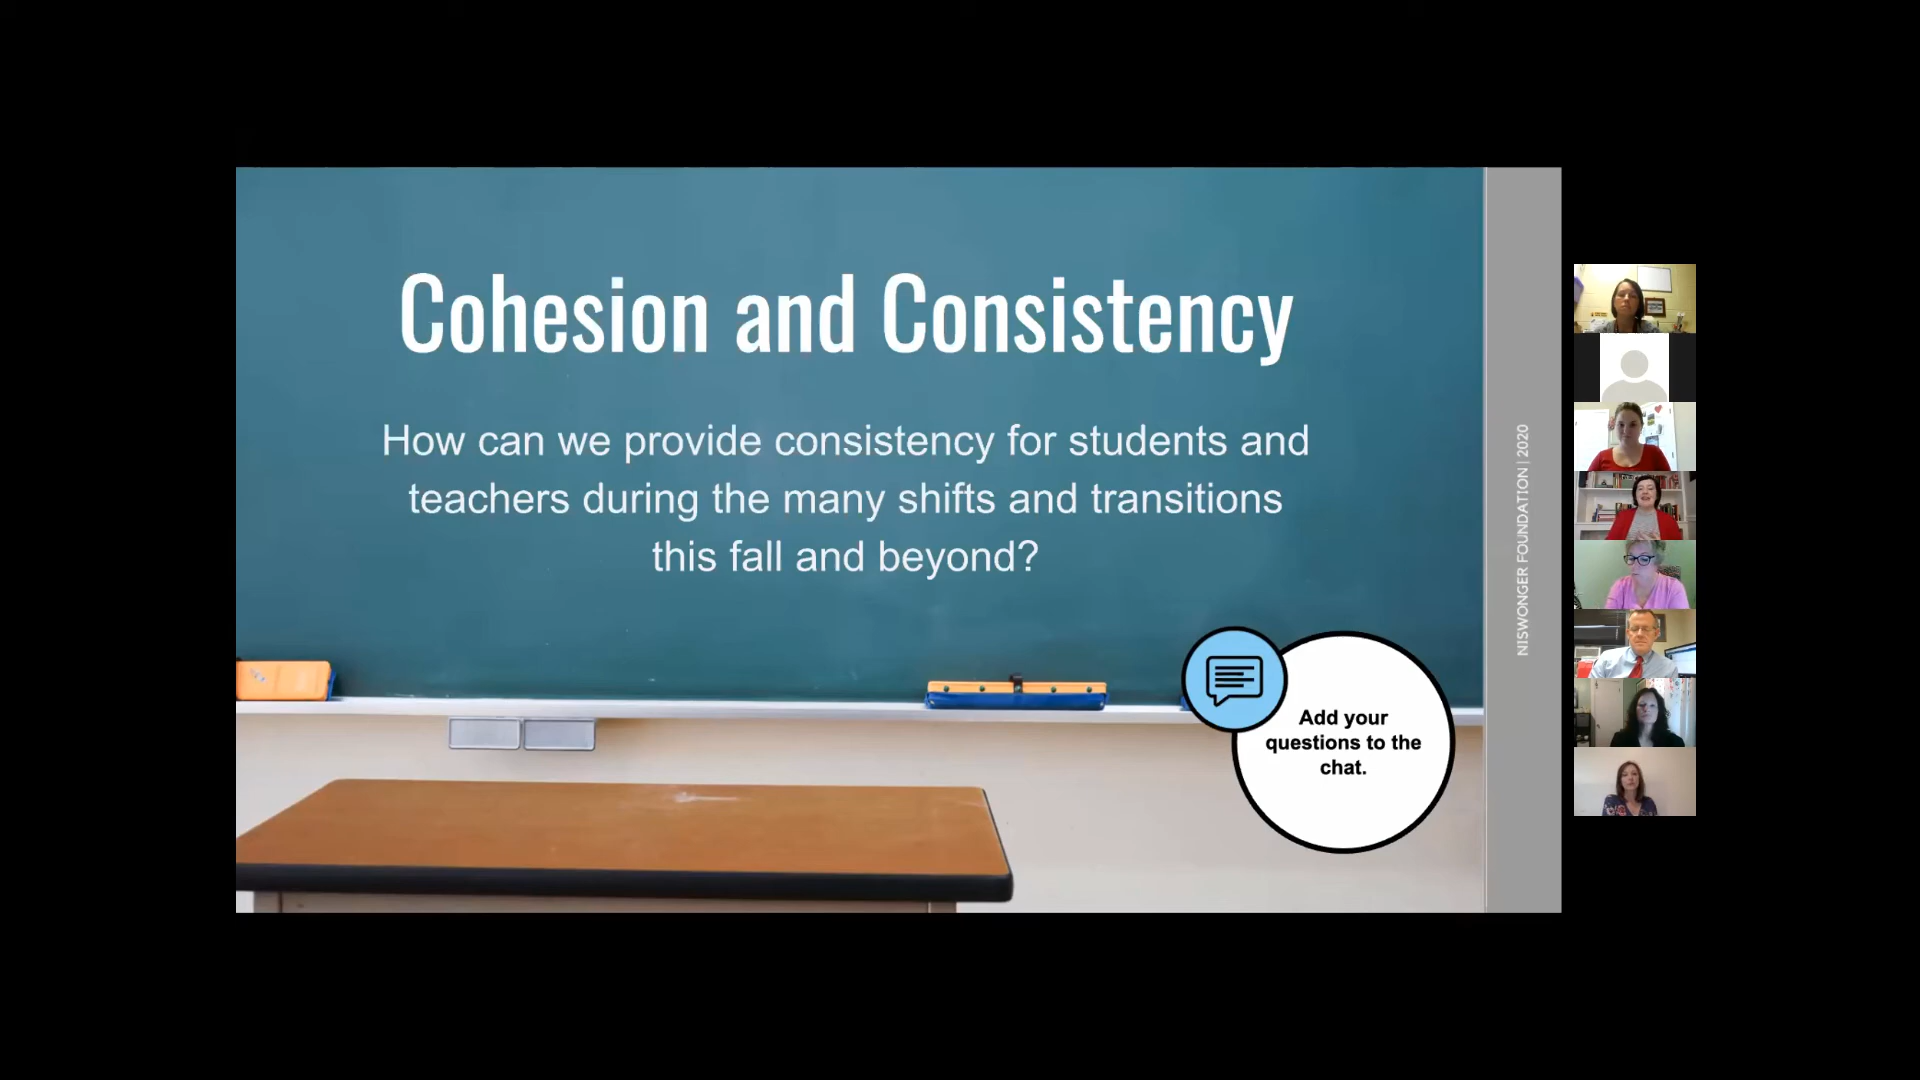 Cohesion and Consistency
How can we provide consistency for students and
teachers during the many shifts and transitions
this fall and beyond?
Add your
questions to the
chat.
NISWONGER FOUNDATION | 2020